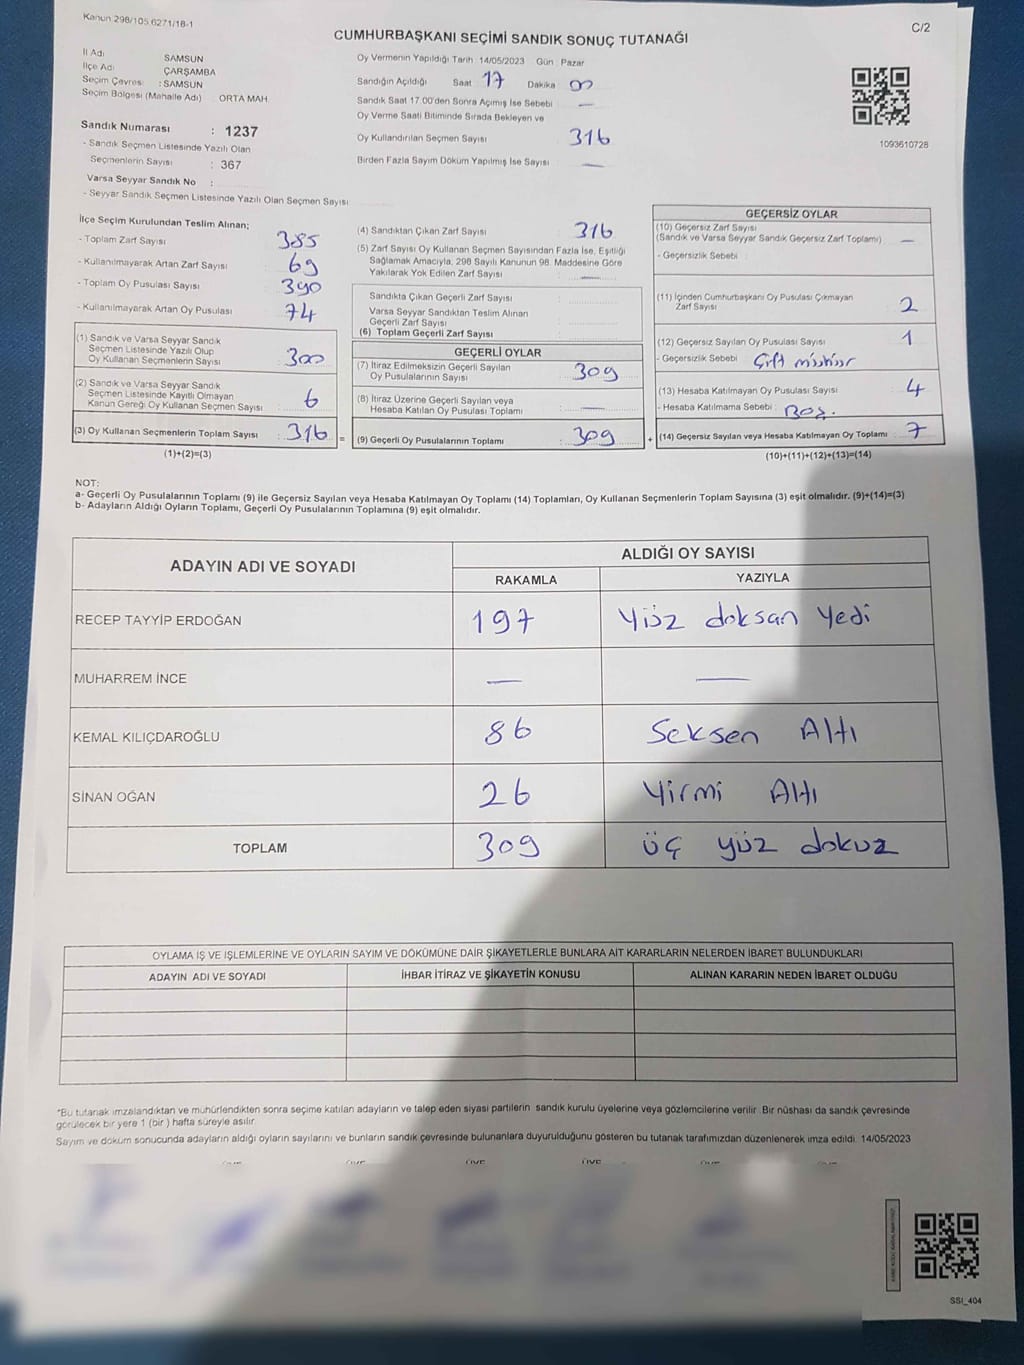 Kanun 298/105.6271/18-1
C/2
CUMHURBAŞKANI SEÇİMİ SANDIK SONUÇ TUTANAĞI
İl Adı SAMSUN
İlçe Adı ÇARŞAMBA
Seçim Çevresi : SAMSUN
Seçim Bölgesi (Mahalle Adı) ORTA MAH.
Sandık Numarası : 1237
- Sandık Seçmen Listesinde Yazılı Olan
Seçmenlerin Sayısı : 367
Varsa Seyyar Sandık No :
- Seyyar Sandık Seçmen Listesinde Yazılı Olan Seçmen Sayısı
Oy Vermenin Yapıldığı Tarih 14/05/2023 Gün Pazar
Sandığın Açıldığı Saat 17 Dakika 00
Sandık Saat 17.00'den Sonra Açımış İse Sebebi —
Oy Verme Saati Bitiminde Sırada Bekleyen ve
Oy Kullandırılan Seçmen Sayısı 316
Birden Fazla Sayım Döküm Yapılmış İse Sayısı —
1093610728
İlçe Seçim Kurulundan Teslim Alınan;
- Toplam Zarf Sayısı 385
- Kullanılmayarak Artan Zarf Sayısı 69
- Toplam Oy Pusulası Sayısı 390
- Kullanılmayarak Artan Oy Pusulası 74
(1) Sandık ve Varsa Seyyar Sandık
Seçmen Listesinde Yazılı Olup
Oy Kullanan Seçmenlerin Sayısı 300
(2) Sandık ve Varsa Seyyar Sandık
Seçmen Listesinde Kayıtlı Olmayan
Kanun Gereği Oy Kullanan Seçmen Sayısı 6
(3) Oy Kullanan Seçmenlerin Toplam Sayısı : 316 =
(1)+(2)=(3)
(4) Sandıktan Çıkan Zarf Sayısı 316
(5) Zarf Sayısı Oy Kullanan Seçmen Sayısından Fazla İse, Eşitliği
Sağlamak Amacıyla, 298 Sayılı Kanunun 98. Maddesine Göre
Yakılarak Yok Edilen Zarf Sayısı —
Sandıkta Çıkan Geçerli Zarf Sayısı
Varsa Seyyar Sandıktan Teslim Alınan
Geçerli Zarf Sayısı
(6) Toplam Geçerli Zarf Sayısı
GEÇERLİ OYLAR
(7) İtiraz Edilmeksizin Geçerli Sayılan
Oy Pusulalarının Sayısı 309
(8) İtiraz Üzerine Geçerli Sayılan veya
Hesaba Katılan Oy Pusulası Toplamı —
(9) Geçerli Oy Pusulalarının Toplamı : 309 +
GEÇERSİZ OYLAR
(10) Geçersiz Zarf Sayısı
(Sandık ve Varsa Seyyar Sandık Geçersiz Zarf Toplamı) —
- Geçersizlik Sebebi :
(11) İçinden Cumhurbaşkanı Oy Pusulası Çıkmayan
Zarf Sayısı 2
(12) Geçersiz Sayılan Oy Pusulası Sayısı 1
- Geçersizlik Sebebi Çift
(13) Hesaba Katılmayan Oy Pusulası Sayısı 4
- Hesaba Katılmama Sebebi : Boş.
(14) Geçersiz Sayılan veya Hesaba Katılmayan Oy Toplamı : 7
(10)+(11)+(12)+(13)=(14)
NOT:
a- Geçerli Oy Pusulalarının Toplamı (9) ile Geçersiz Sayılan veya Hesaba Katılmayan Oy Toplamı (14) Toplamları, Oy Kullanan Seçmenlerin Toplam Sayısına (3) eşit olmalıdır. (9)+(14)=(3)
b- Adayların Aldığı Oyların Toplamı, Geçerli Oy Pusulalarının Toplamına (9) eşit olmalıdır.
ADAYIN ADI VE SOYADI
ALDIĞI OY SAYISI
RAKAMLA YAZIYLA
RECEP TAYYİP ERDOĞAN 197 Yüz doksan Yedi
MUHARREM İNCE — —
KEMAL KILIÇDAROĞLU 86 Seksen Altı
SİNAN OĞAN 26 Yirmi Altı
TOPLAM 309 üç yüz dokuz
OYLAMA İŞ VE İŞLEMLERİNE VE OYLARIN SAYIM VE DÖKÜMÜNE DAİR ŞİKAYETLERLE BUNLARA AİT KARARLARIN NELERDEN İBARET BULUNDUKLARI
ADAYIN ADI VE SOYADI İHBAR İTİRAZ VE ŞİKAYETİN KONUSU ALINAN KARARIN NEDEN İBARET OLDUĞU
*Bu tutanak imzalandıktan ve mühürlendikten sonra seçime katılan adayların ve talep eden siyasi partilerin sandık kurulu üyelerine veya gözlemcilerine verilir. Bir nüshası da sandık çevresinde
görülecek bir yere 1 (bir ) hafta süreyle asılır.
Sayım ve döküm sonucunda adayların aldığı oyların sayılarını ve bunların sandık çevresinde bulunanlara duyurulduğunu gösteren bu tutanak tarafımızdan düzenlenerek imza edildi. 14/05/2023
SSI_404